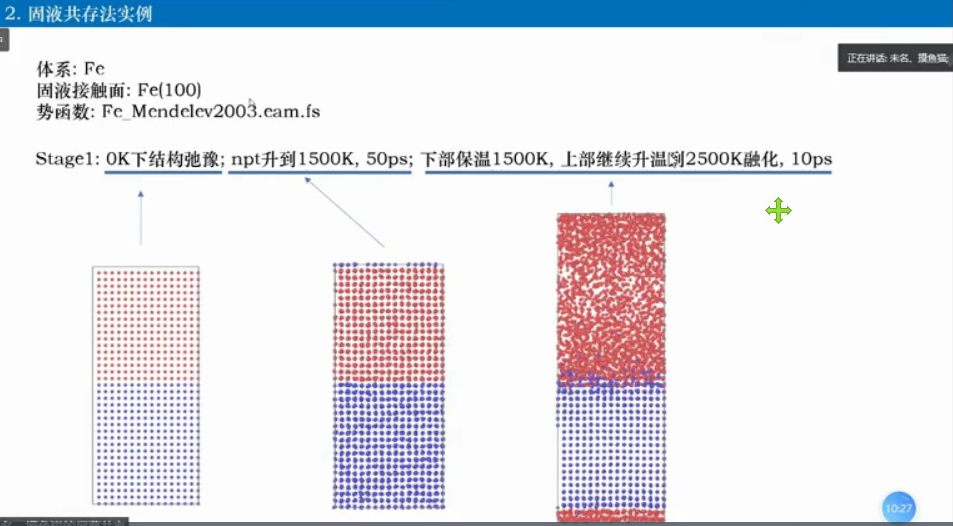 2. 固液共存法实例
正在讲话: 未名、摸鱼猫;
体系: Fe
固液接触面: Fe(100)
势函数: Fe_Mendelev2003.eam.fs
Stage1: 0K下结构弛豫; npt升到1500K, 50ps; 下部保温1500K, 上部继续升温到2500K融化, 10ps
10:27